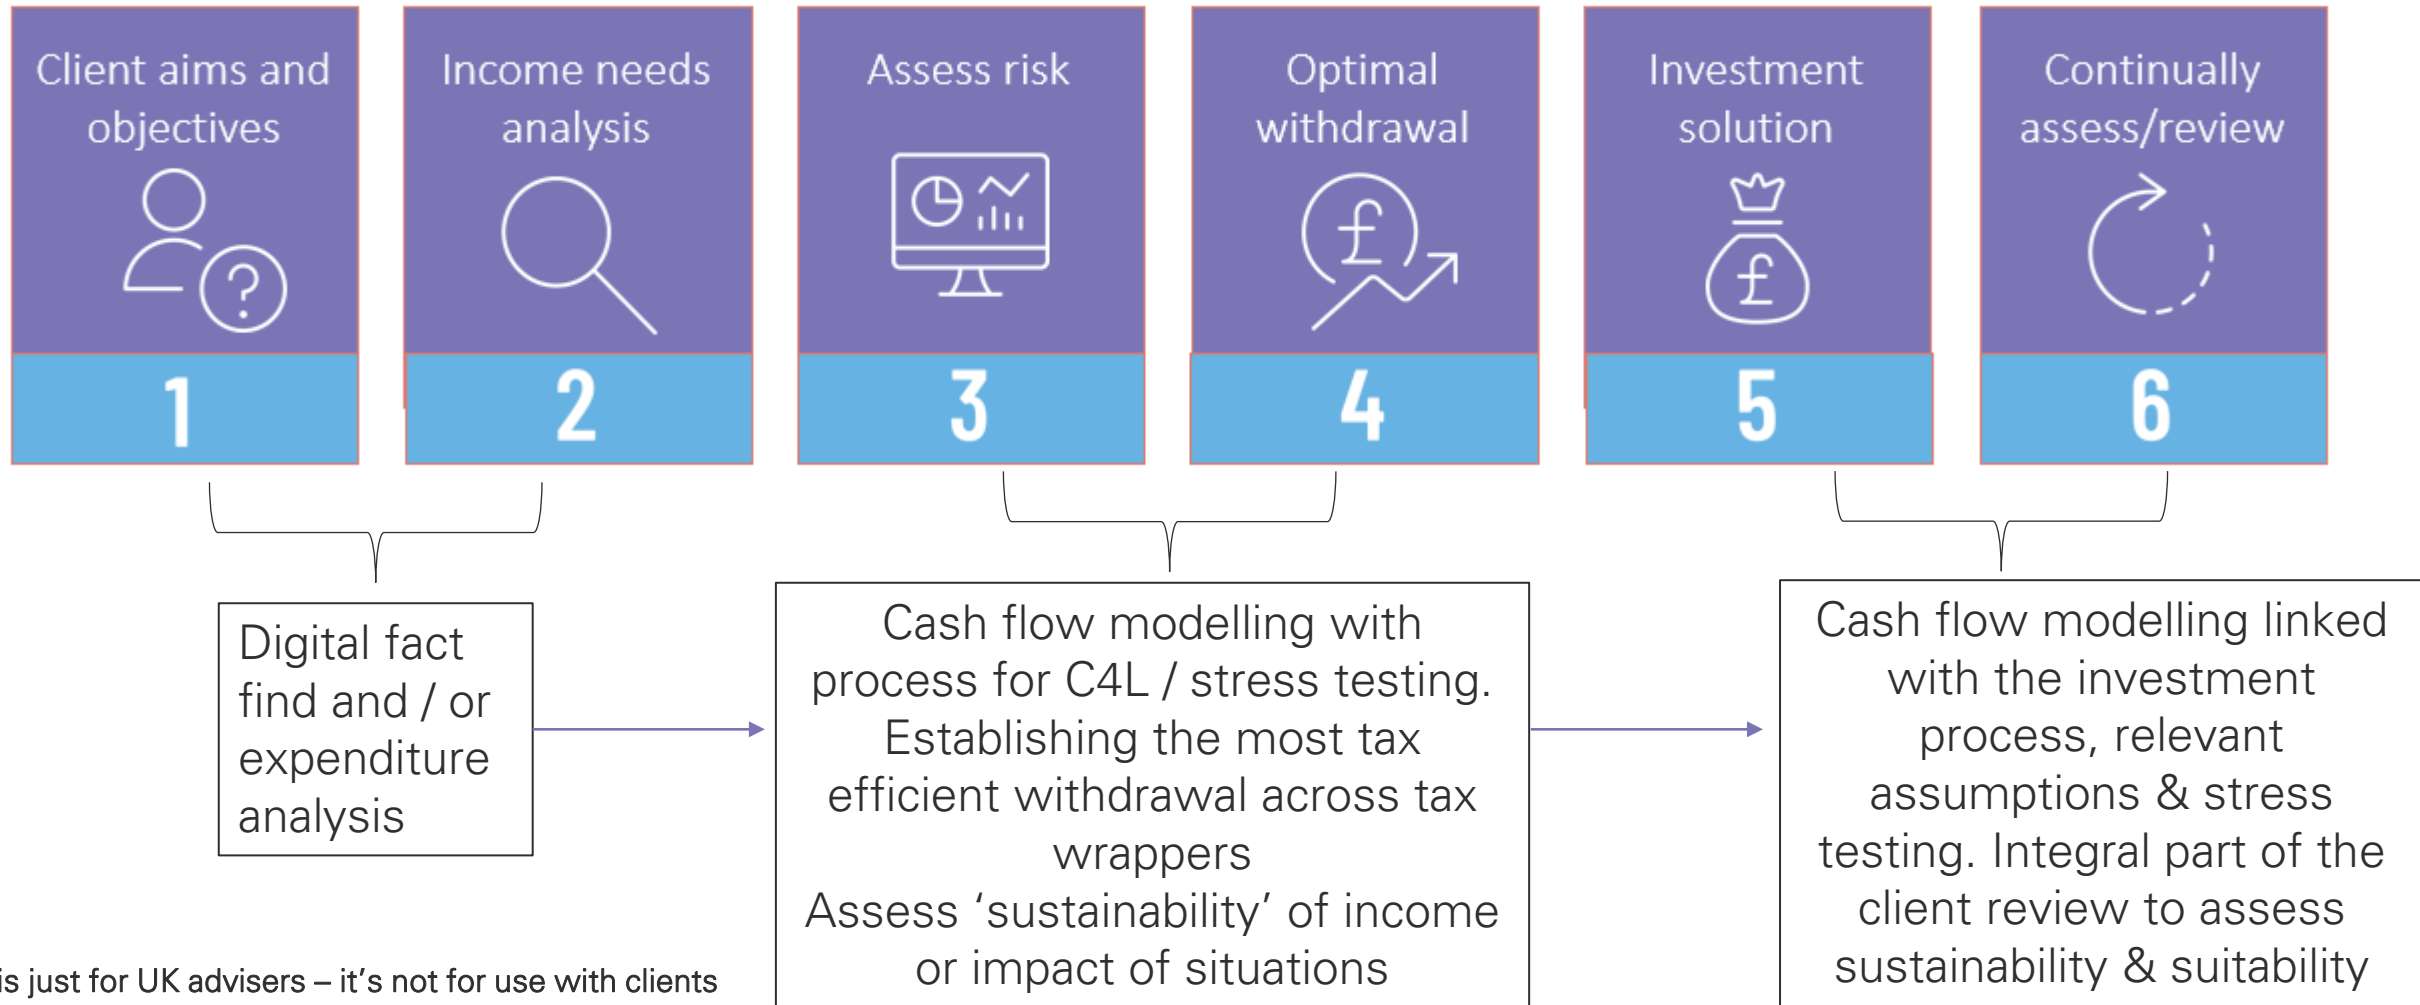 Client aims and
objectives
?
1
Income needs
analysis
2
Assess risk
3
Optimal
withdrawal
£
4
Investment
solution
£
5
Continually
assess/review
6
Digital fact
find and / or
expenditure
analysis
Cash flow modelling with
process for C4L / stress testing.
Establishing the most tax
efficient withdrawal across tax
wrappers
Assess ‘sustainability’ of income
or impact of situations
Cash flow modelling linked
with the investment
process, relevant
assumptions & stress
testing. Integral part of the
client review to assess
sustainability & suitability
is just for UK advisers – it’s not for use with clients